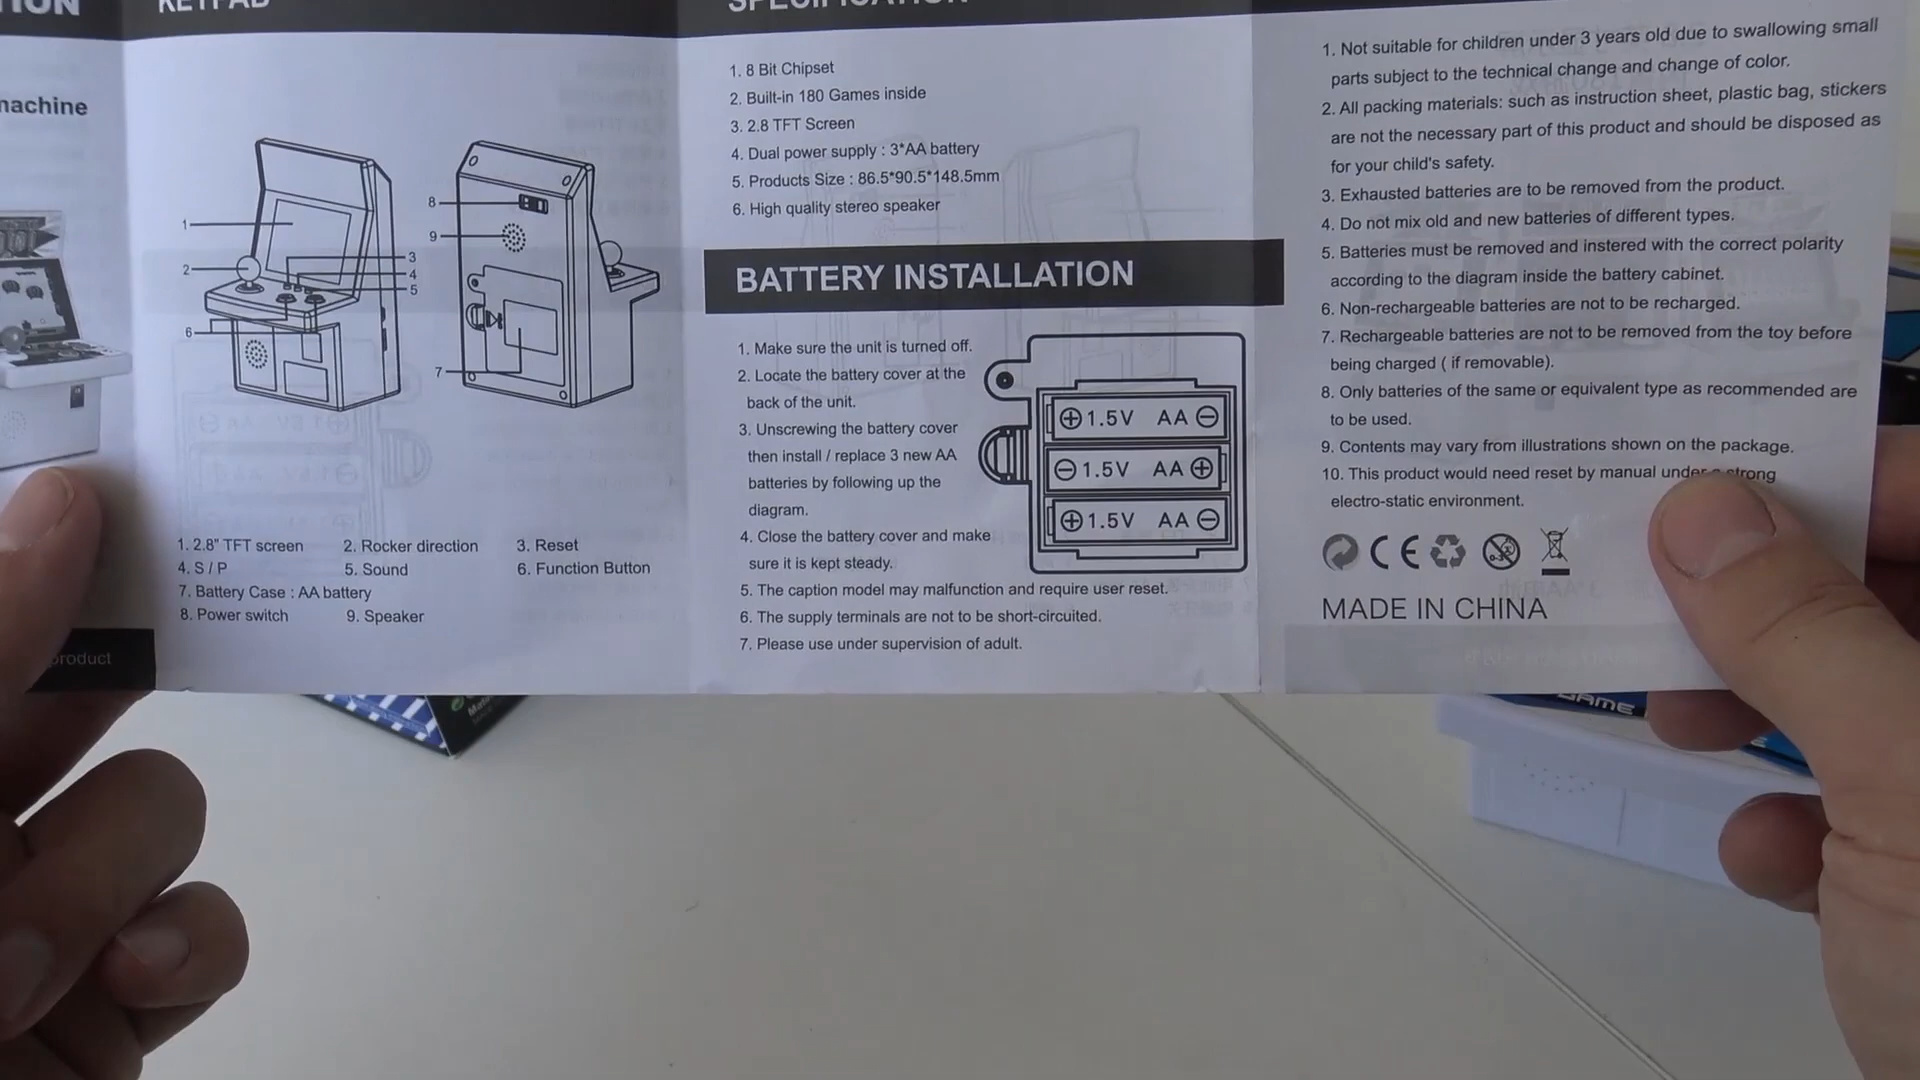 KEYPAD
machine
product
1
2
3
4
5
6
8
9
7
1. 2.8" TFT screen 2. Rocker direction 3. Reset
4. S / P 5. Sound 6. Function Button
7. Battery Case : AA battery
8. Power switch 9. Speaker
SPECIFICATION
1. 8 Bit Chipset
2. Built-in 180 Games inside
3. 2.8 TFT Screen
4. Dual power supply : 3*AA battery
5. Products Size : 86.5*90.5*148.5mm
6. High quality stereo speaker
BATTERY INSTALLATION
1. Make sure the unit is turned off.
2. Locate the battery cover at the
back of the unit.
3. Unscrewing the battery cover
then install / replace 3 new AA
batteries by following up the
diagram.
4. Close the battery cover and make
sure it is kept steady.
5. The caption model may malfunction and require user reset.
6. The supply terminals are not to be short-circuited.
7. Please use under supervision of adult.
+ 1.5V AA -
- 1.5V AA +
+ 1.5V AA -
1. Not suitable for children under 3 years old due to swallowing small
parts subject to the technical change and change of color.
2. All packing materials: such as instruction sheet, plastic bag, stickers
are not the necessary part of this product and should be disposed as
for your child's safety.
3. Exhausted batteries are to be removed from the product.
4. Do not mix old and new batteries of different types.
5. Batteries must be removed and instered with the correct polarity
according to the diagram inside the battery cabinet.
6. Non-rechargeable batteries are not to be recharged.
7. Rechargeable batteries are not to be removed from the toy before
being charged ( if removable).
8. Only batteries of the same or equivalent type as recommended are
to be used.
9. Contents may vary from illustrations shown on the package.
10. This product would need reset by manual under a strong
electro-static environment.
CE 0-3
MADE IN CHINA
GAME